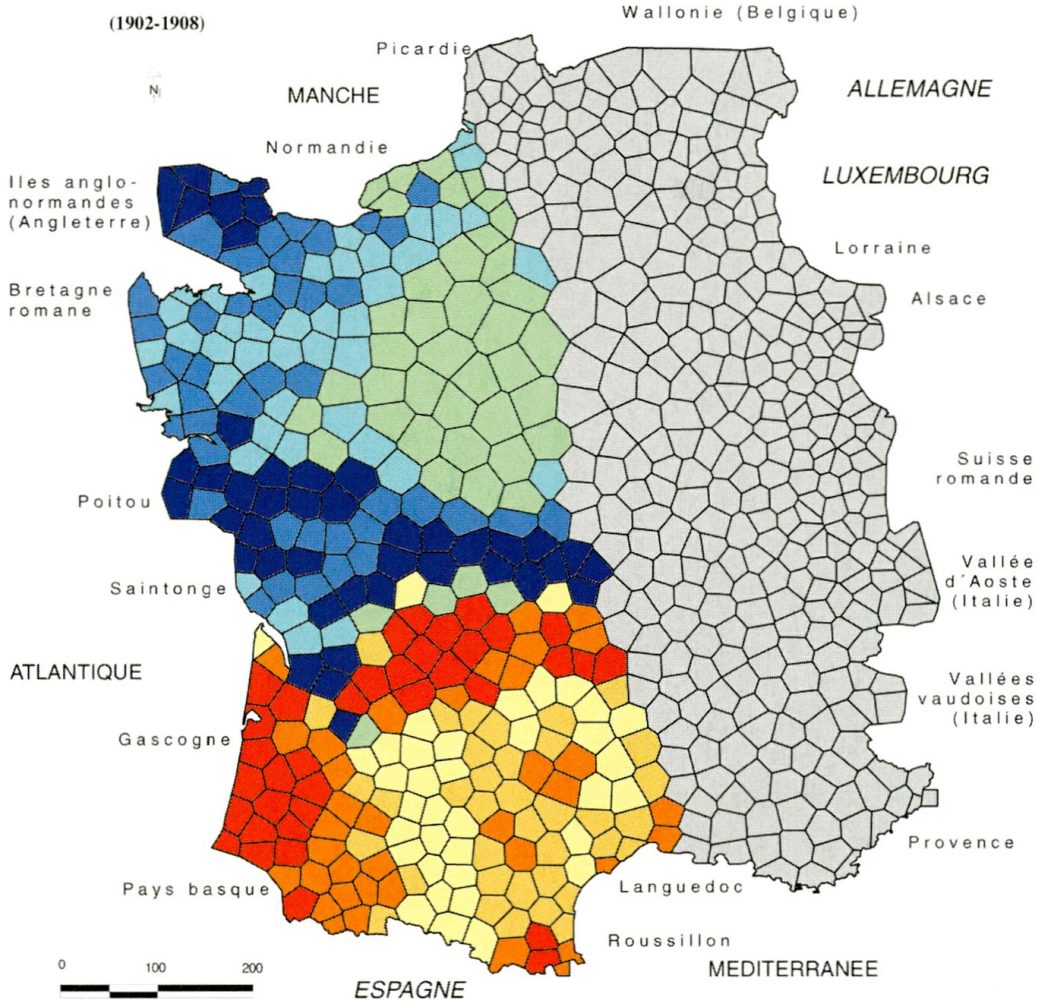 (1902-1908)
Wallonie (Belgique)
Picardie
N
MANCHE
ALLEMAGNE
Normandie
Iles anglo-
normandes
(Angleterre)
LUXEMBOURG
Lorraine
Bretagne
romane
Alsace
Suisse
romande
Poitou
Vallée
d´Aoste
(Italie)
Saintonge
ATLANTIQUE
Vallées
vaudoises
(Italie)
Gascogne
Provence
Pays basque
Languedoc
Roussillon
MEDITERRANEE
0 100 200
ESPAGNE